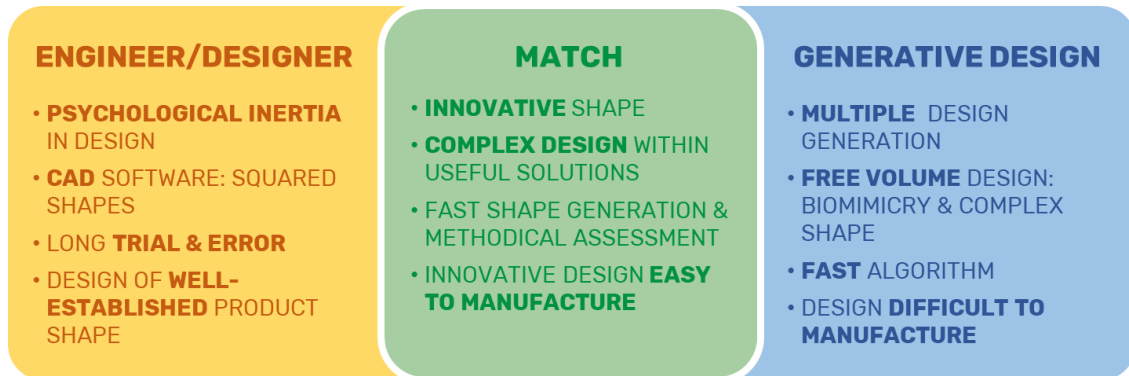 ENGINEER/DESIGNER
• PSYCHOLOGICAL INERTIA
IN DESIGN
• CAD SOFTWARE: SQUARED
SHAPES
• LONG TRIAL & ERROR
• DESIGN OF WELL-
ESTABLISHED PRODUCT
SHAPE
MATCH
• INNOVATIVE SHAPE
• COMPLEX DESIGN WITHIN
USEFUL SOLUTIONS
• FAST SHAPE GENERATION &
METHODICAL ASSESSMENT
• INNOVATIVE DESIGN EASY
TO MANUFACTURE
GENERATIVE DESIGN
• MULTIPLE DESIGN
GENERATION
• FREE VOLUME DESIGN:
BIOMIMICRY & COMPLEX
SHAPE
• FAST ALGORITHM
• DESIGN DIFFICULT TO
MANUFACTURE